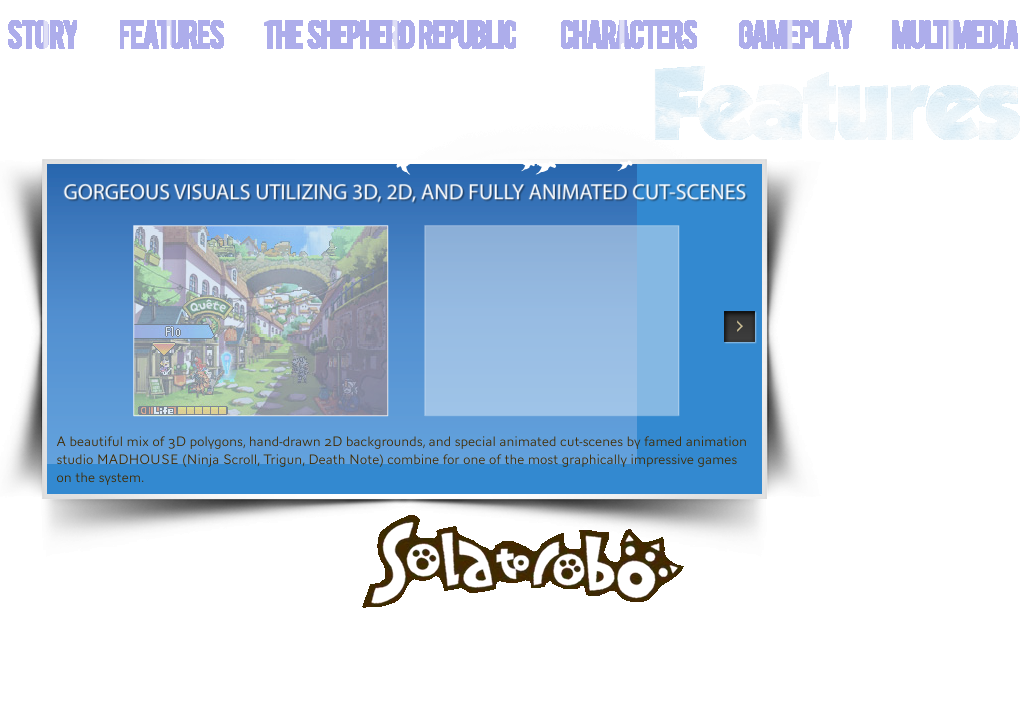 STORY FEATURES THE SHEPHERD REPUBLIC CHARACTERS GAMEPLAY MULTIMEDIA
Features
GORGEOUS VISUALS UTILIZING 3D, 2D, AND FULLY ANIMATED CUT-SCENES
Quête
Flo
Life
A beautiful mix of 3D polygons, hand-drawn 2D backgrounds, and special animated cut-scenes by famed animation
studio MADHOUSE (Ninja Scroll, Trigun, Death Note) combine for one of the most graphically impressive games
on the system.
Solatorobo